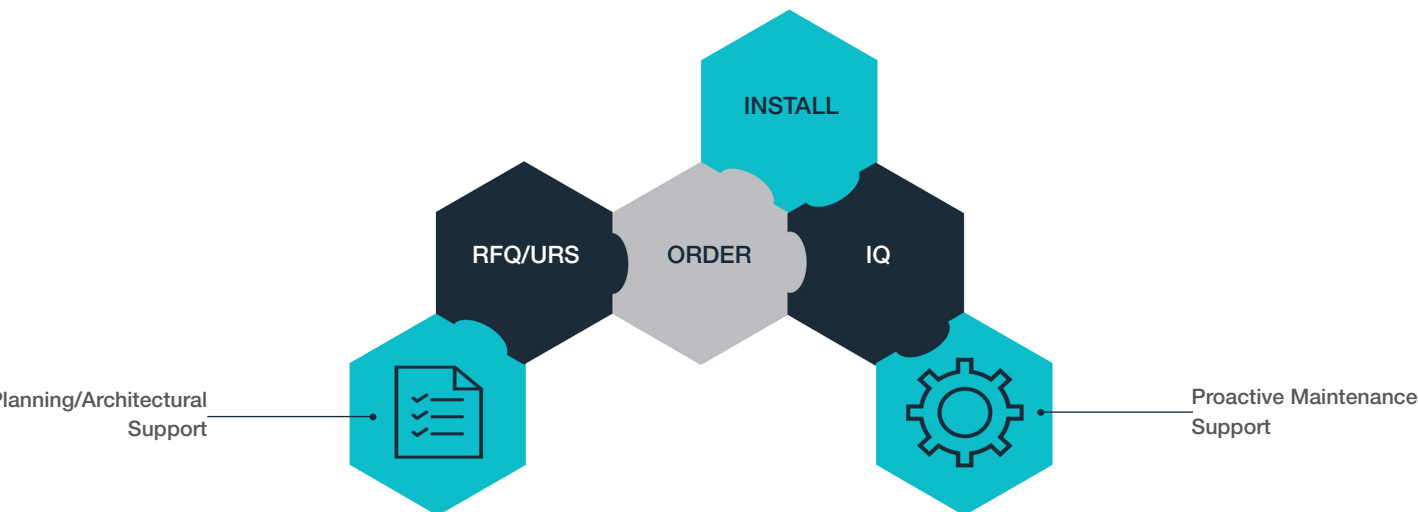 INSTALL
RFQ/URS
ORDER
IQ
Planning/Architectural
Support
Proactive Maintenance
Support